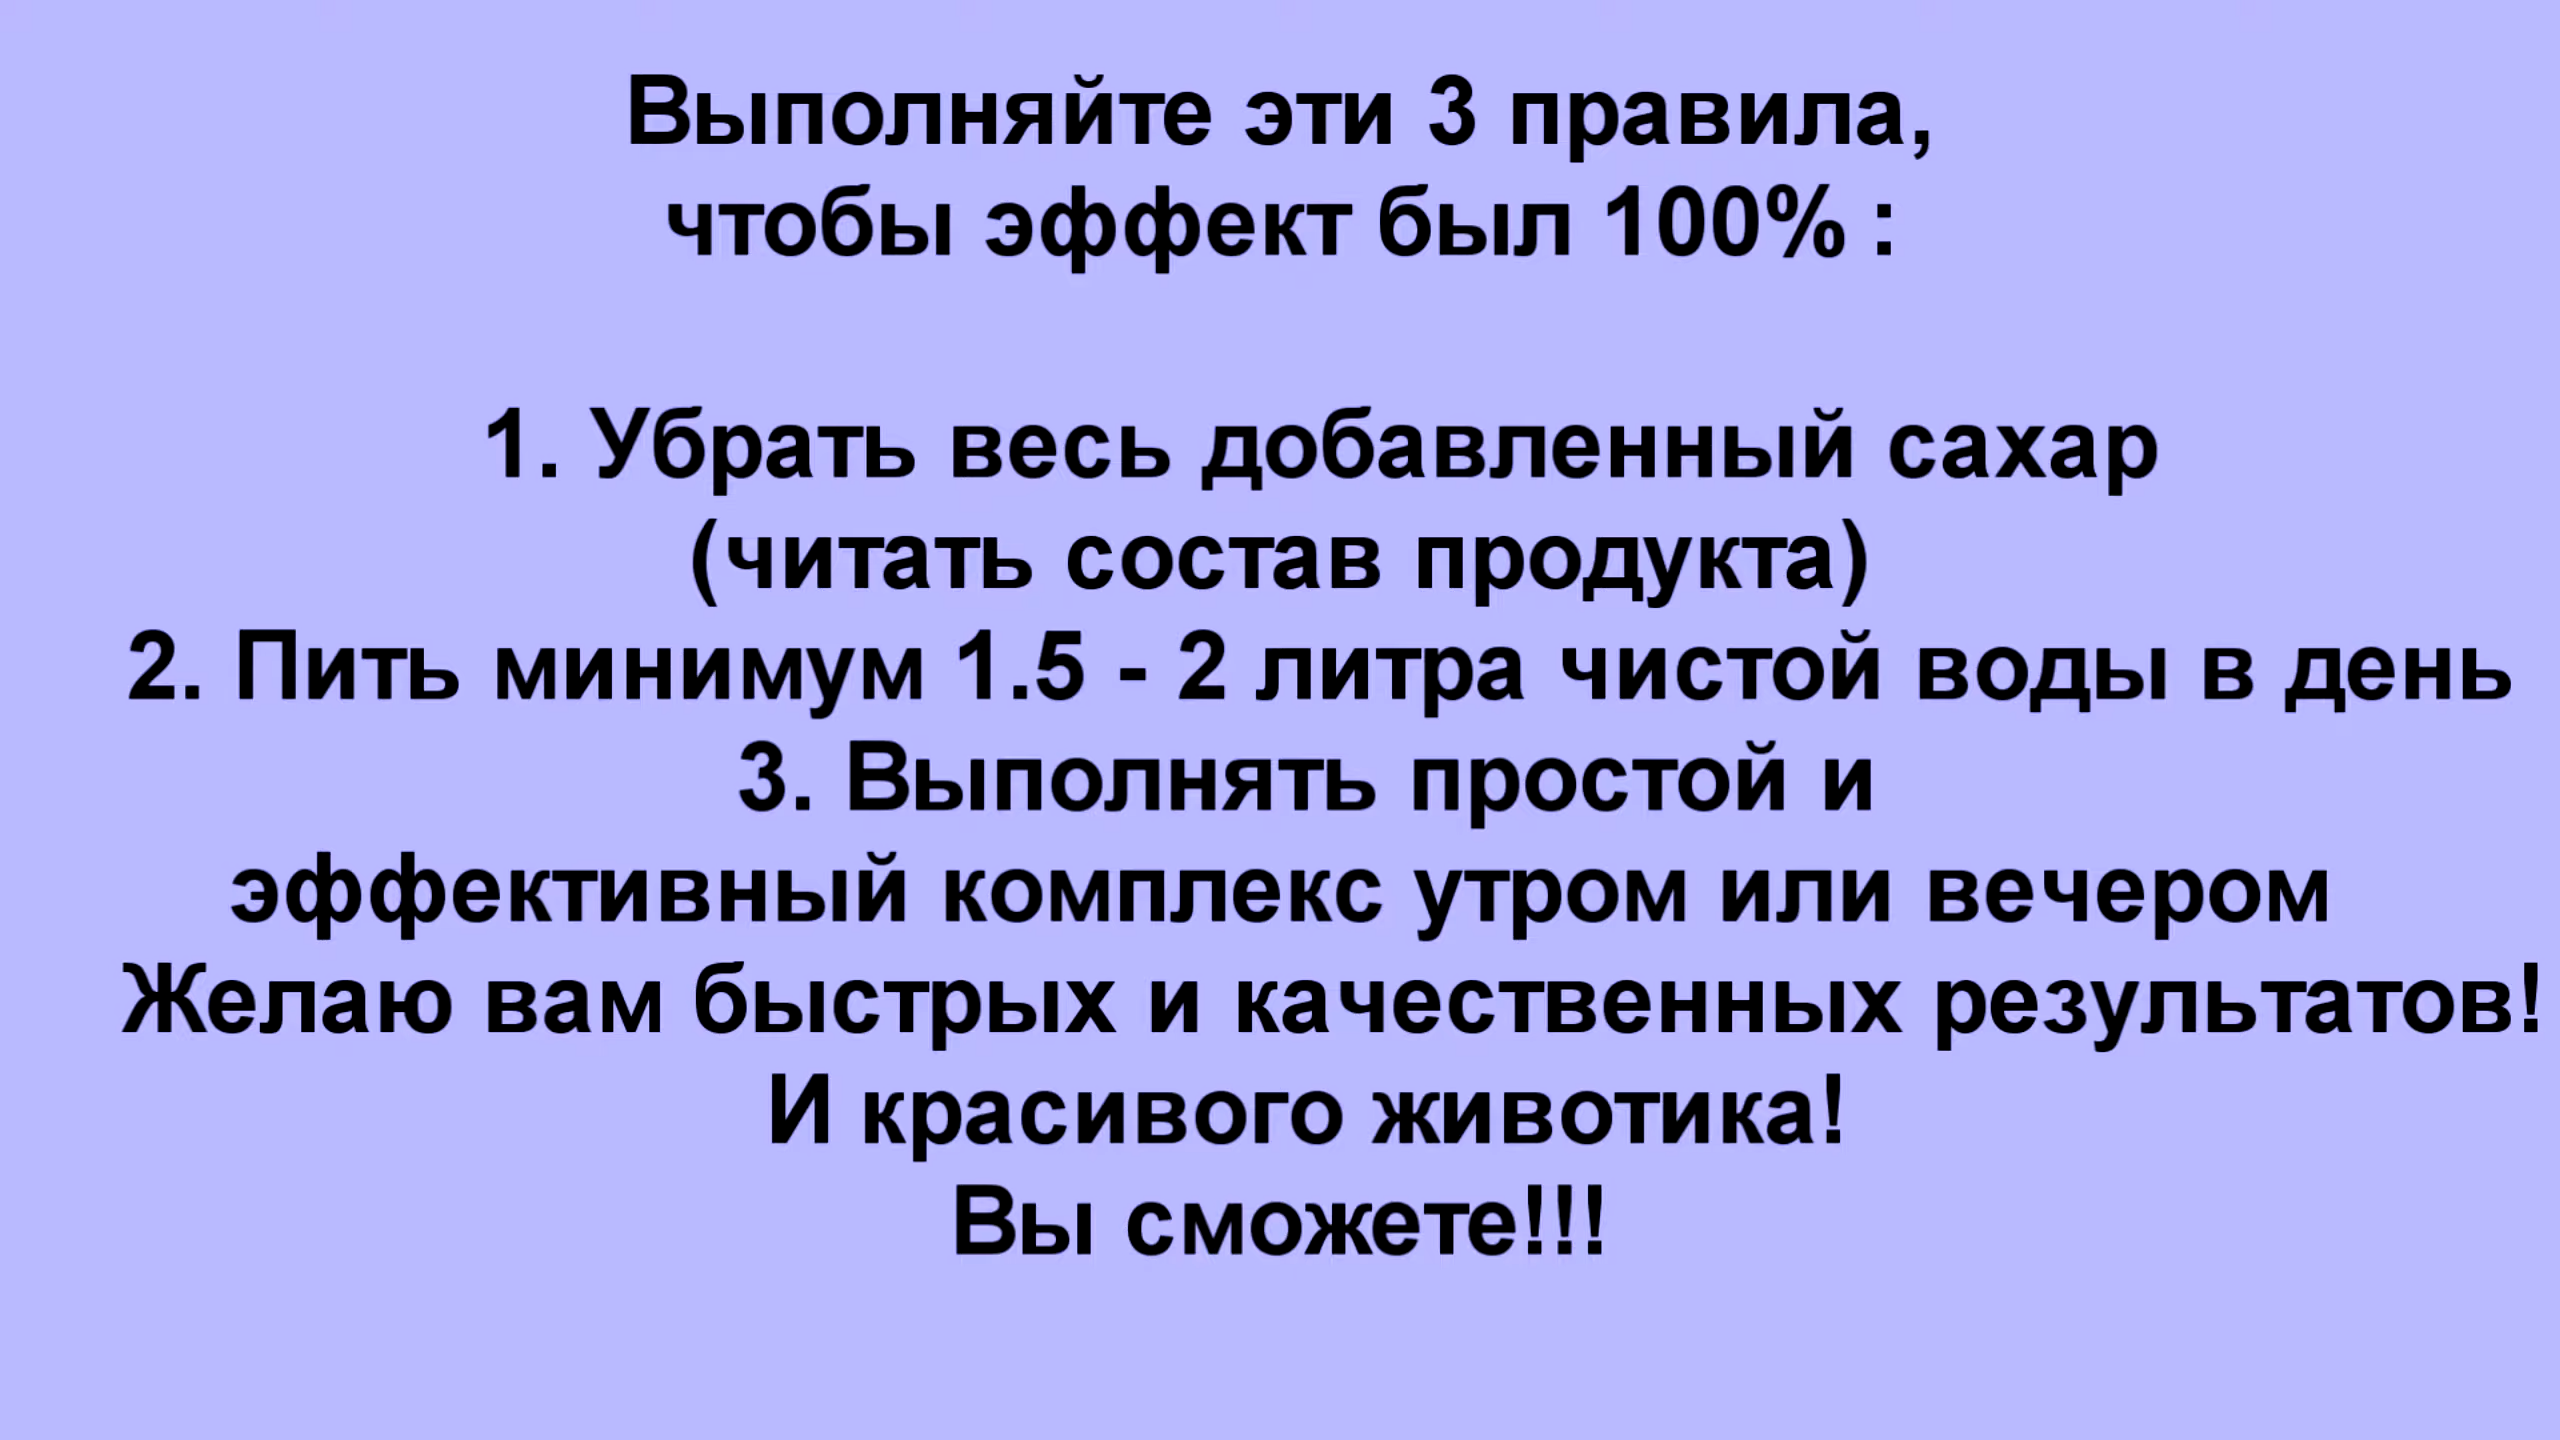 Выполняйте эти 3 правила,
чтобы эффект был 100% :
1. Убрать весь добавленный сахар
(читать состав продукта)
2. Пить минимум 1.5 - 2 литра чистой воды в день
3. Выполнять простой и
эффективный комплекс утром или вечером
Желаю вам быстрых и качественных результатов!
И красивого животика!
Вы сможете!!!